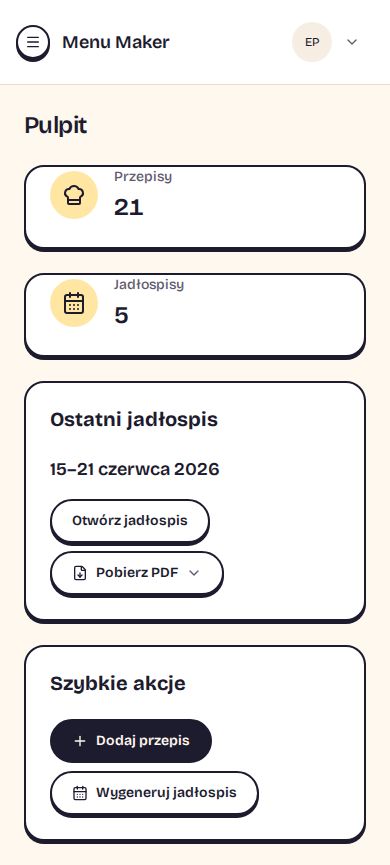 Menu Maker
EP
Pulpit
Przepisy
21
Jadłospisy
5
Ostatni jadłospis
15–21 czerwca 2026
Otwórz jadłospis
Pobierz PDF
Szybkie akcje
Dodaj przepis
Wygeneruj jadłospis